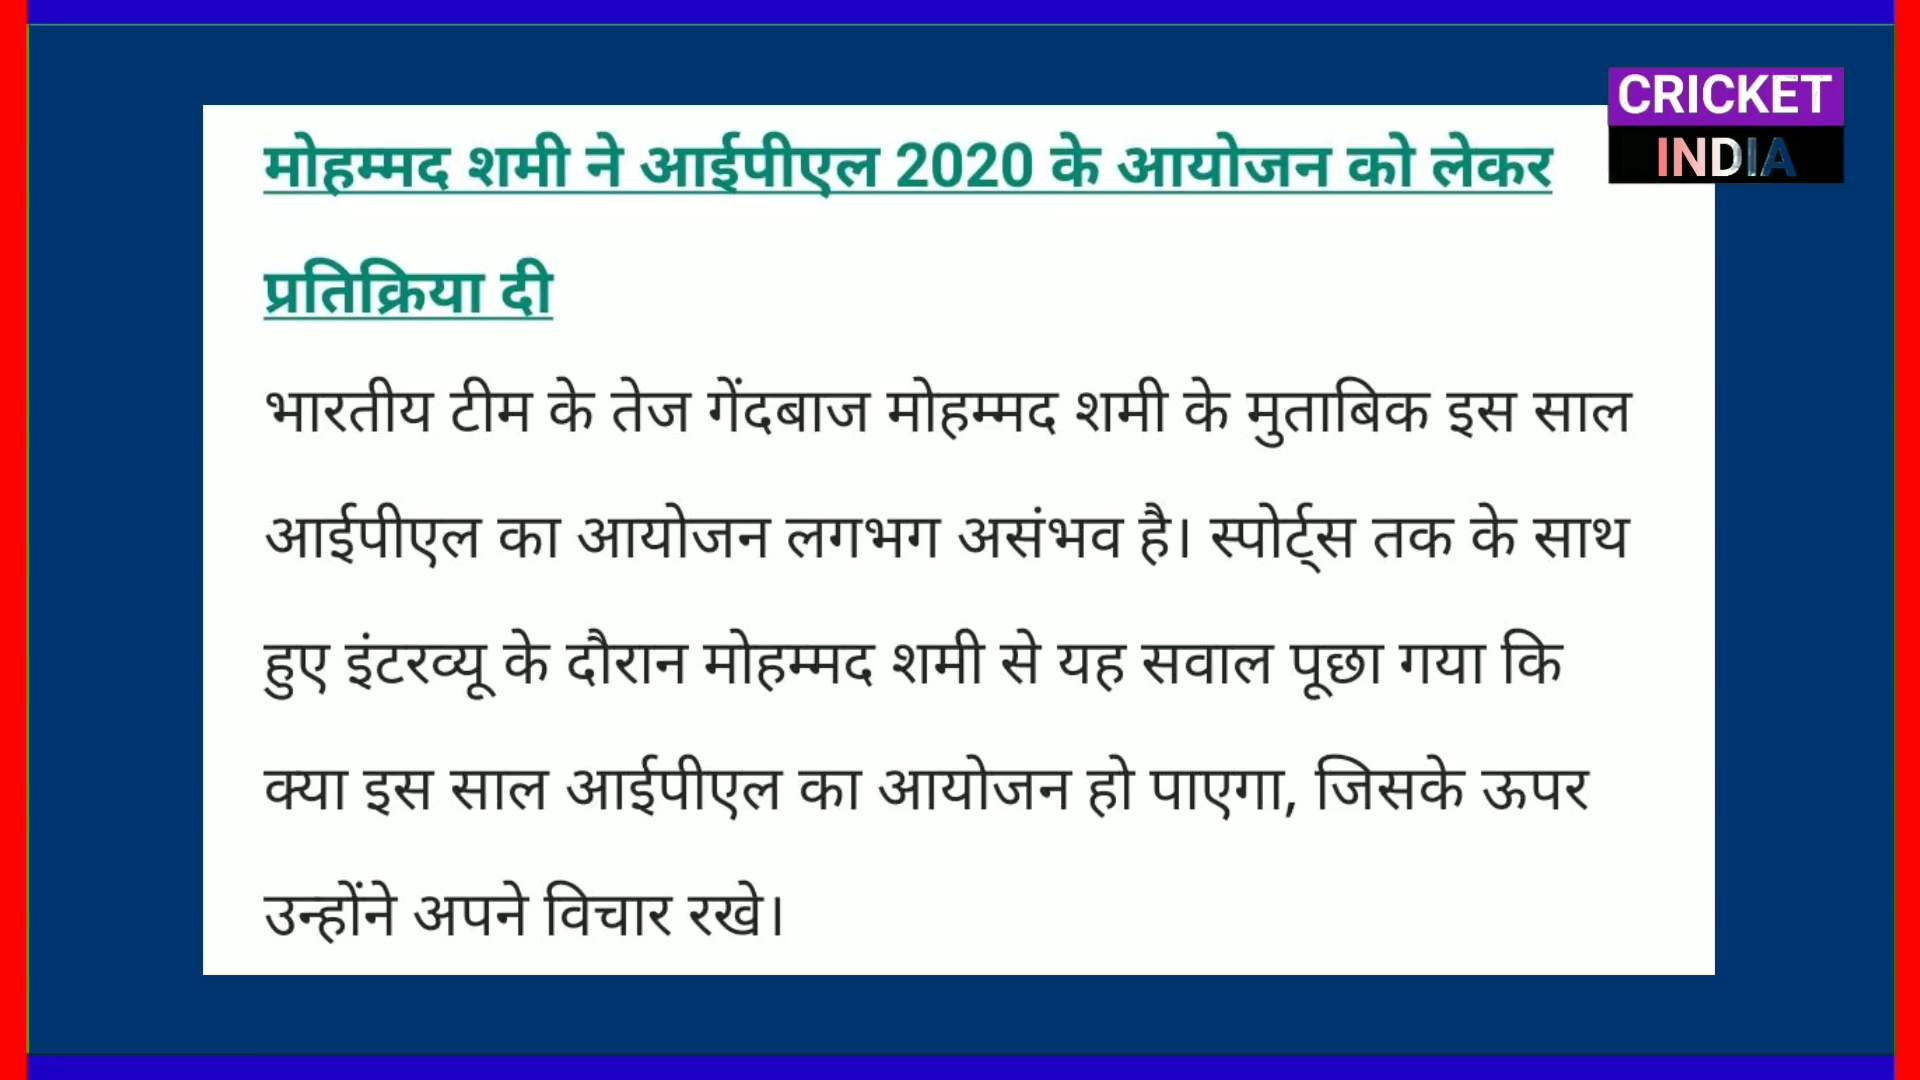 CRICKET
INDIA
मोहम्मद शमी ने आईपीएल 2020 के आयोजन को लेकर
प्रतिक्रिया दी
भारतीय टीम के तेज गेंदबाज मोहम्मद शमी के मुताबिक इस साल
आईपीएल का आयोजन लगभग असंभव है। स्पोर्ट्स तक के साथ
हुए इंटरव्यू के दौरान मोहम्मद शमी से यह सवाल पूछा गया कि
क्या इस साल आईपीएल का आयोजन हो पाएगा, जिसके ऊपर
उन्होंने अपने विचार रखे।